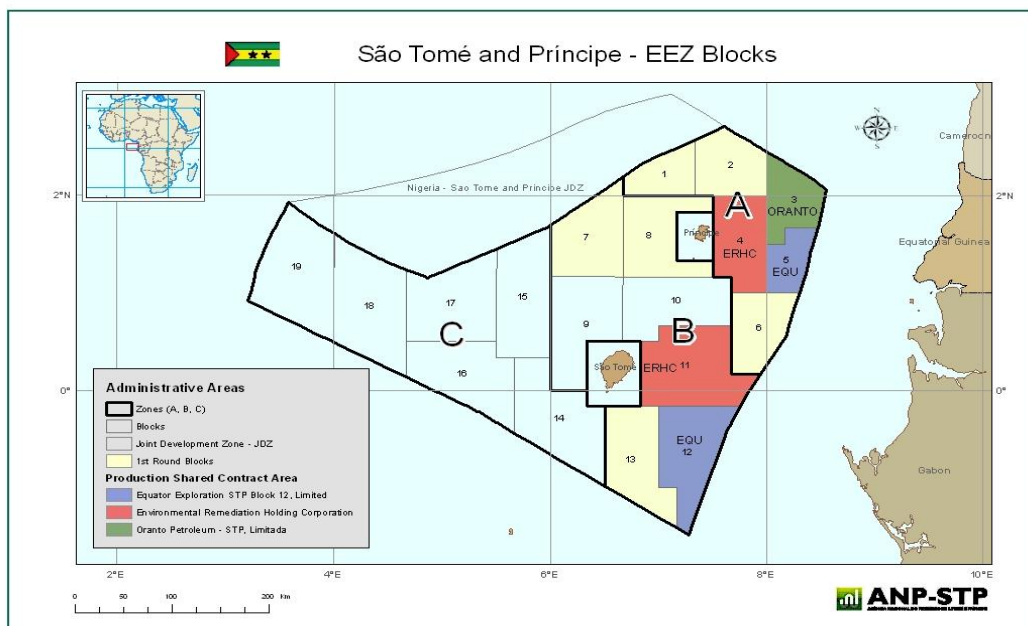 São Tomé and Príncipe - EEZ Blocks
N
W
E
S
Cameroon
2°N
2°N
Nigeria - Sao Tome and Principe JDZ
1
2
A
3
ORANTO
Príncipe
4
ERHC
5
EQU
Equatorial Guinea
7
8
19
18
17
15
10
C
9
B
6
16
São Tomé
ERHC 11
0°
0°
14
13
EQU
12
Gabon
Administrative Areas
Zones (A, B, C)
Blocks
Joint Development Zone - JDZ
1st Round Blocks
Production Shared Contract Area
Equator Exploration STP Block 12, Limited
Environmental Remediation Holding Corporation
Oranto Petroleum - STP, Limitada
2°E
4°E
6°E
8°E
10°E
0 50 100 200 Km
ANP-STP